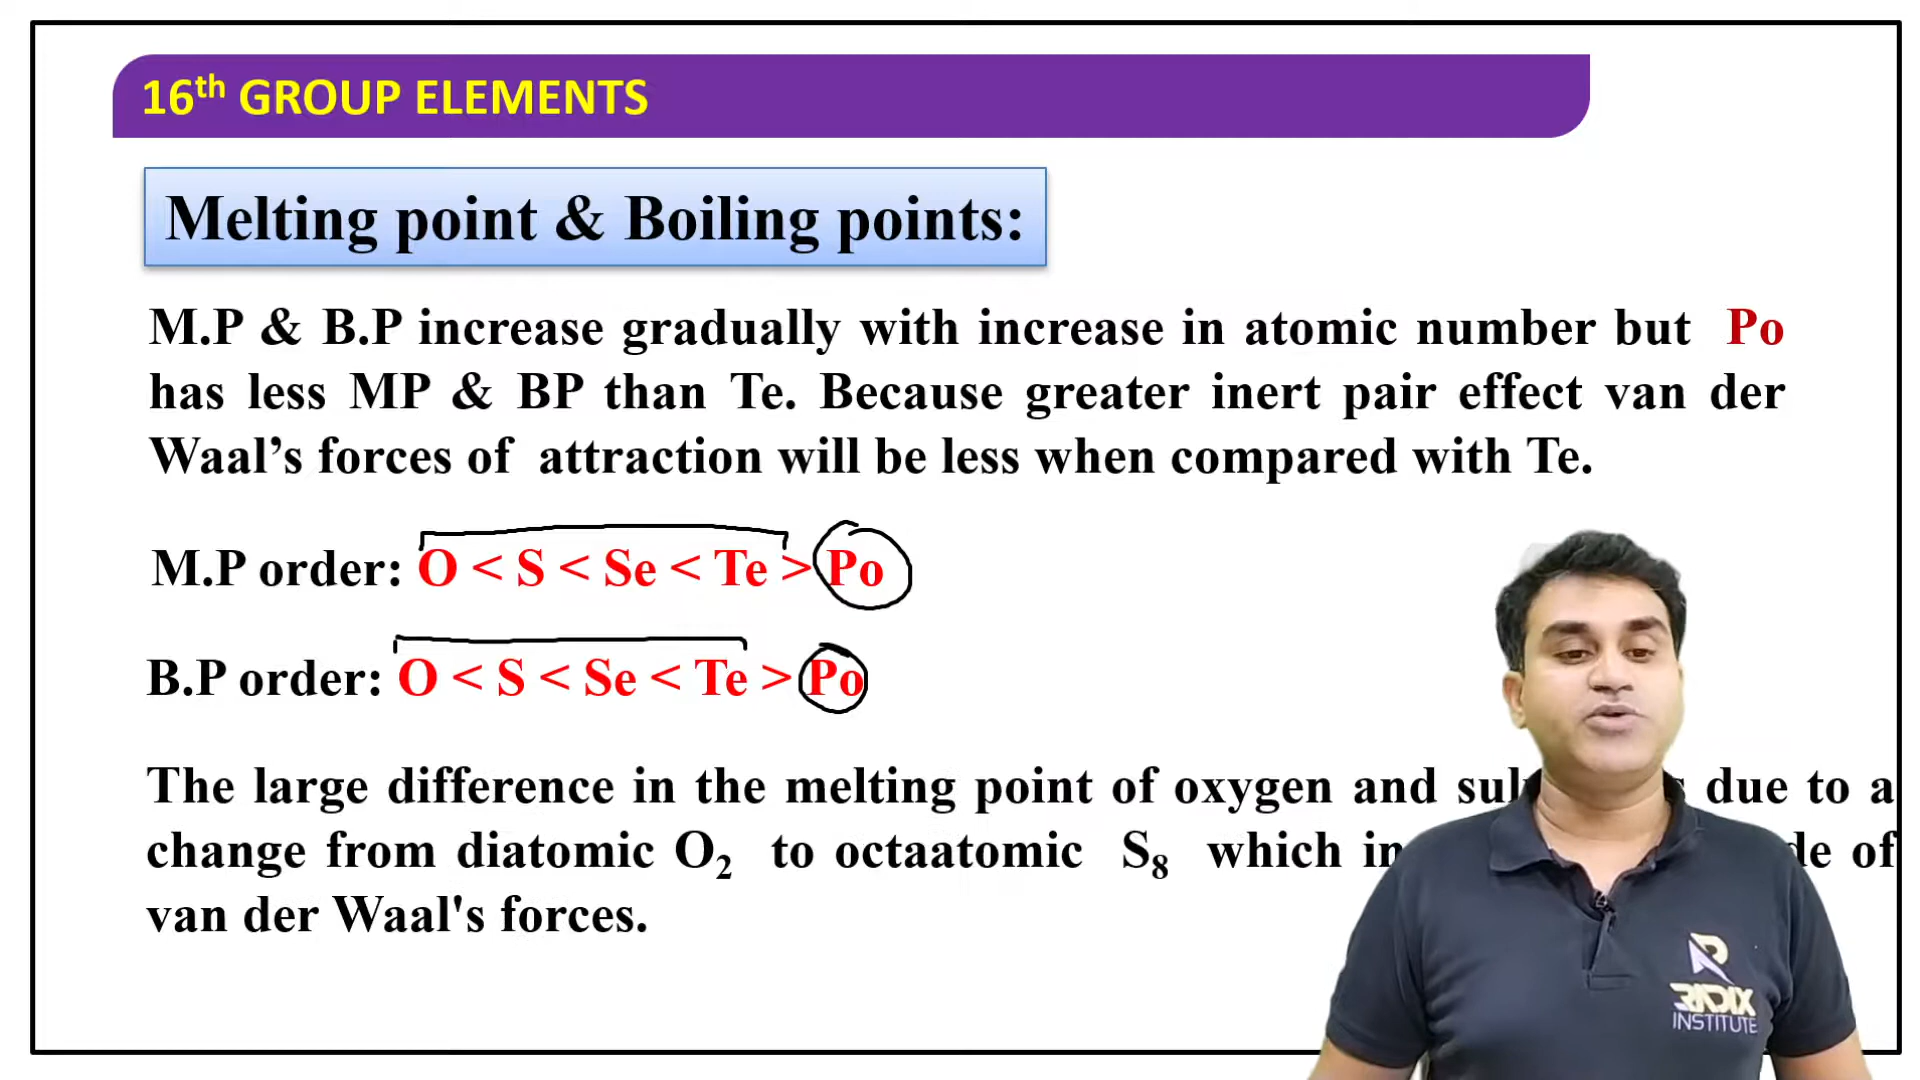 16th GROUP ELEMENTS
Melting point & Boiling points:
M.P & B.P increase gradually with increase in atomic number but Po
has less MP & BP than Te. Because greater inert pair effect van der
Waal’s forces of attraction will be less when compared with Te.
M.P order: O < S < Se < Te > Po
B.P order: O < S < Se < Te > Po
The large difference in the melting point of oxygen and due to a
change from diatomic O2 to octaatomic S8 which of
van der Waal's forces.
RADIX
INSTITUTE